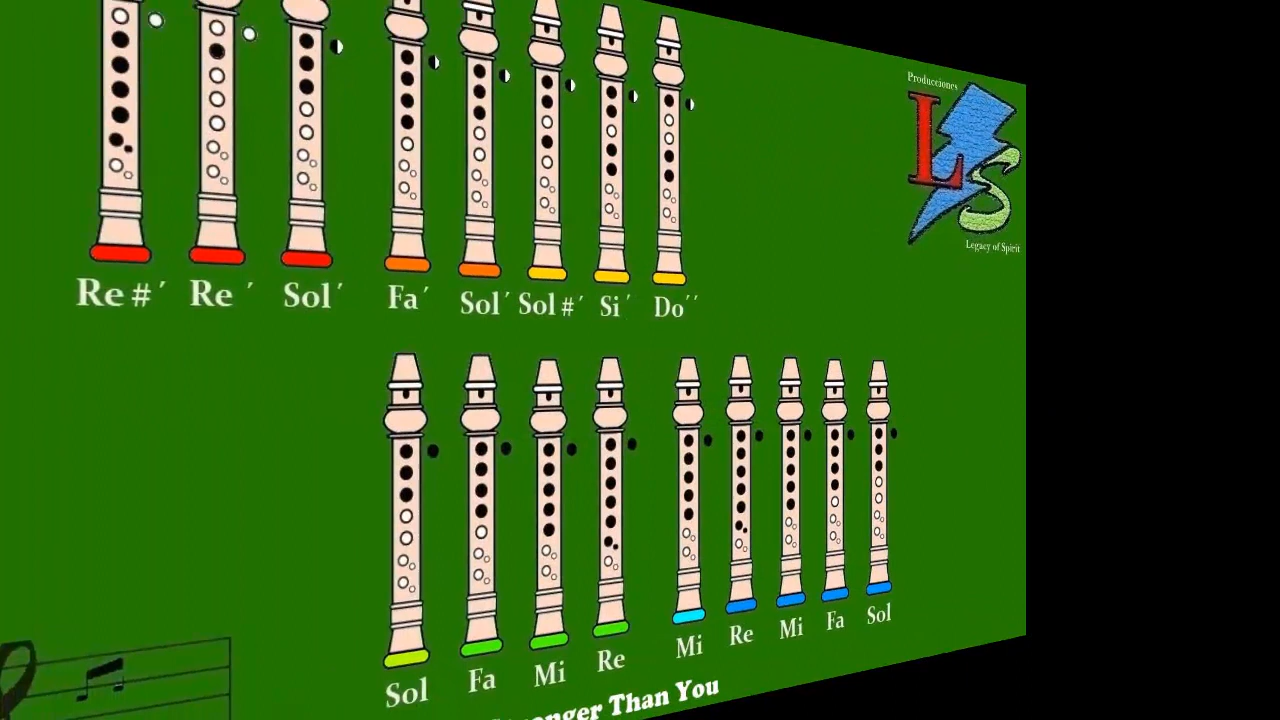 Producciones
LS
Legacy of Spirit
Re #´ Re ´ Sol´ Fa´ Sol´ Sol #´ Si´ Do´´
Sol Fa Mi Re Mi Re Mi Fa Sol
Than You